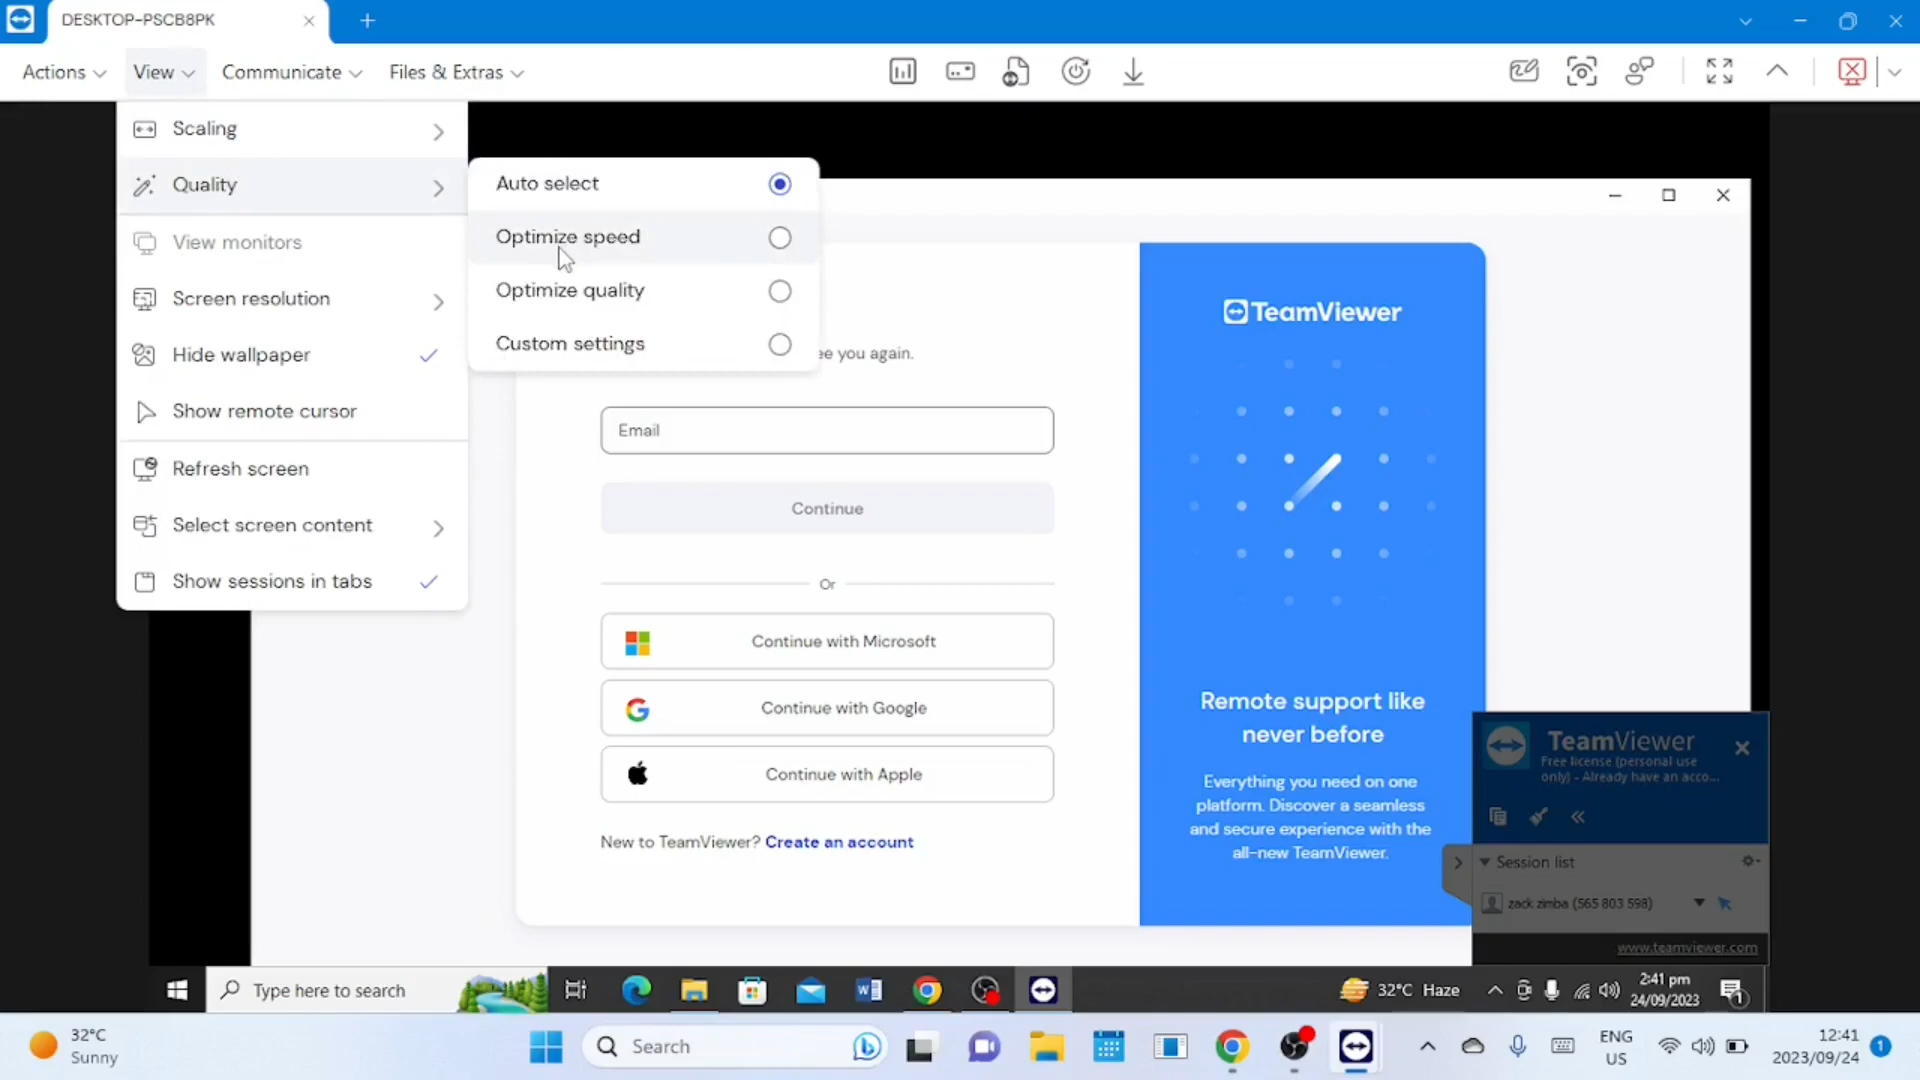 DESKTOP-PSCB8PK
Actions View Communicate Files & Extras
Scaling
Quality
View monitors
Screen resolution
Hide wallpaper
Show remote cursor
Refresh screen
Select screen content
Show sessions in tabs
Auto select
Optimize speed
Optimize quality
Custom settings
ee you again.
Email
Continue
Or
Continue with Microsoft
Continue with Google
Continue with Apple
New to TeamViewer? Create an account
TeamViewer
Remote support like
never before
Everything you need on one
platform. Discover a seamless
and secure experience with the
all-new TeamViewer.
TeamViewer
Free license (personal use
only) - Already have an acco...
Session list
zack zimba (565 803 598)
www.teamviewer.com
Type here to search
32°C Haze
2:41 pm
24/09/2023
1
32°C
Sunny
Search
ENG
US
12:41
2023/09/24
1